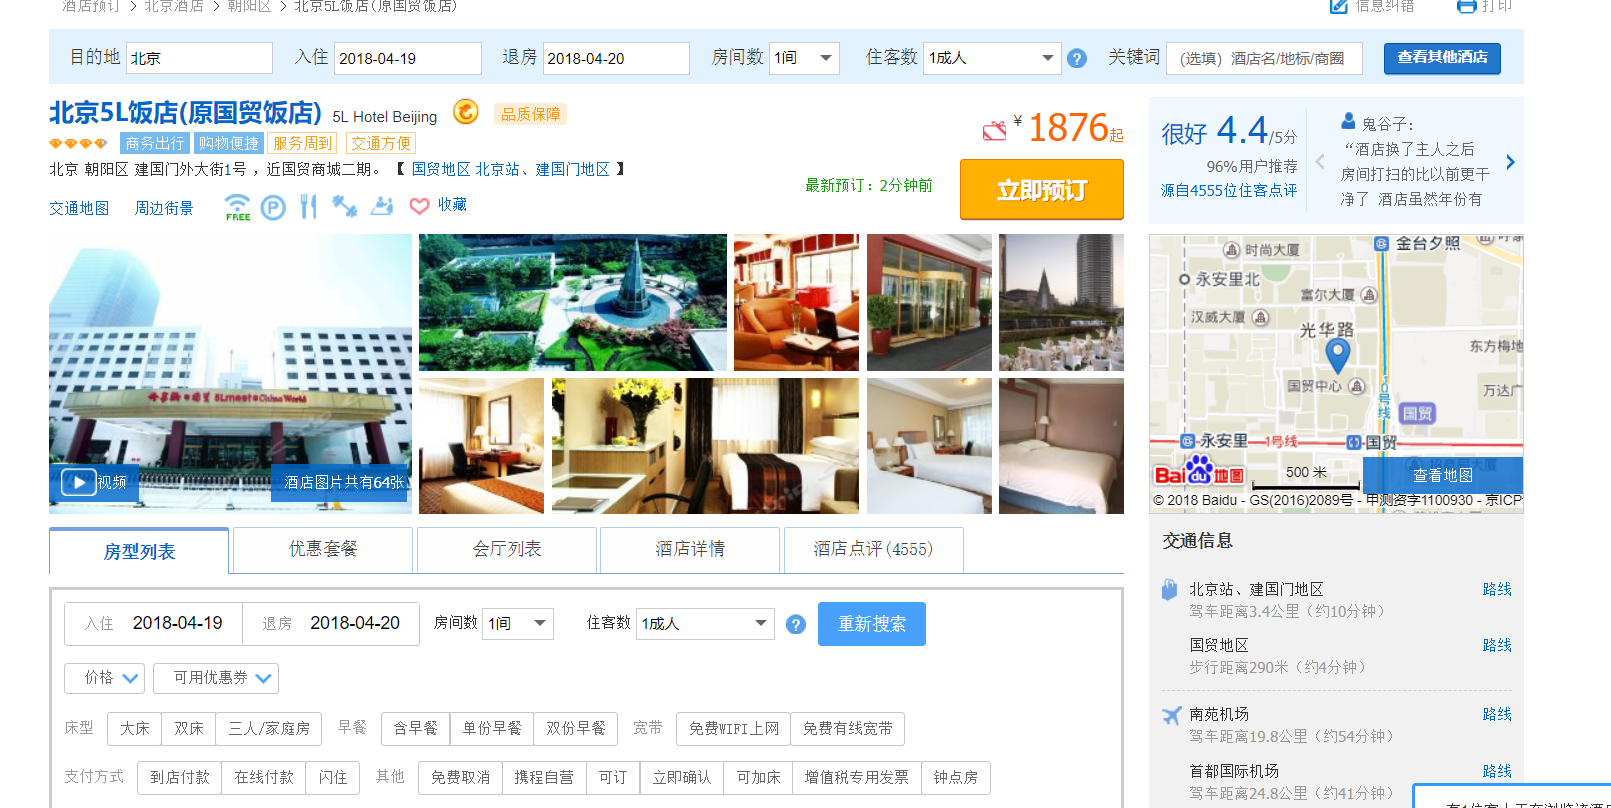 酒店预订 > 北京酒店 > 朝阳区 > 北京5L饭店(原国贸饭店)
信息纠错 打印
目的地 北京 入住 2018-04-19 退房 2018-04-20 房间数 1间 住客数 1成人 ? 关键词 (选填) 酒店名/地标/商圈 查看其他酒店
北京5L饭店(原国贸饭店) 5L Hotel Beijing 品质保障
商务出行 购物便捷 服务周到 交通方便
¥1876起
北京 朝阳区 建国门外大街1号 ，近国贸商城二期。 【 国贸地区 北京站、建国门地区 】
最新预订：2分钟前
立即预订
交通地图 周边街景 FREE P 收藏
很好 4.4/5分
96%用户推荐
源自4555位住客点评
鬼谷子：
“酒店换了主人之后
房间打扫的比以前更干
净了 酒店虽然年份有
5Lmeets China World
视频
酒店图片共有64张
时尚大厦
金台夕照
永安里北
富尔大厦
汉威大厦
光华路
东方梅地
国贸中心
万达广
10号线
国贸
永安里 1号线 国贸
Bai du 地图
500 米
查看地图
© 2018 Baidu - GS(2016)2089号 - 甲测资字1100930 - 京ICP
房型列表 优惠套餐 会厅列表 酒店详情 酒店点评(4555)
入住 2018-04-19 退房 2018-04-20 房间数 1间 住客数 1成人 ? 重新搜索
价格 可用优惠券
床型 大床 双床 三人/家庭房 早餐 含早餐 单份早餐 双份早餐 宽带 免费WIFI上网 免费有线宽带
支付方式 到店付款 在线付款 闪住 其他 免费取消 携程自营 可订 立即确认 可加床 增值税专用发票 钟点房
交通信息
北京站、建国门地区 路线
驾车距离3.4公里（约10分钟）
国贸地区 路线
步行距离290米（约4分钟）
南苑机场 路线
驾车距离19.8公里（约54分钟）
首都国际机场 路线
驾车距离24.8公里（约41分钟）